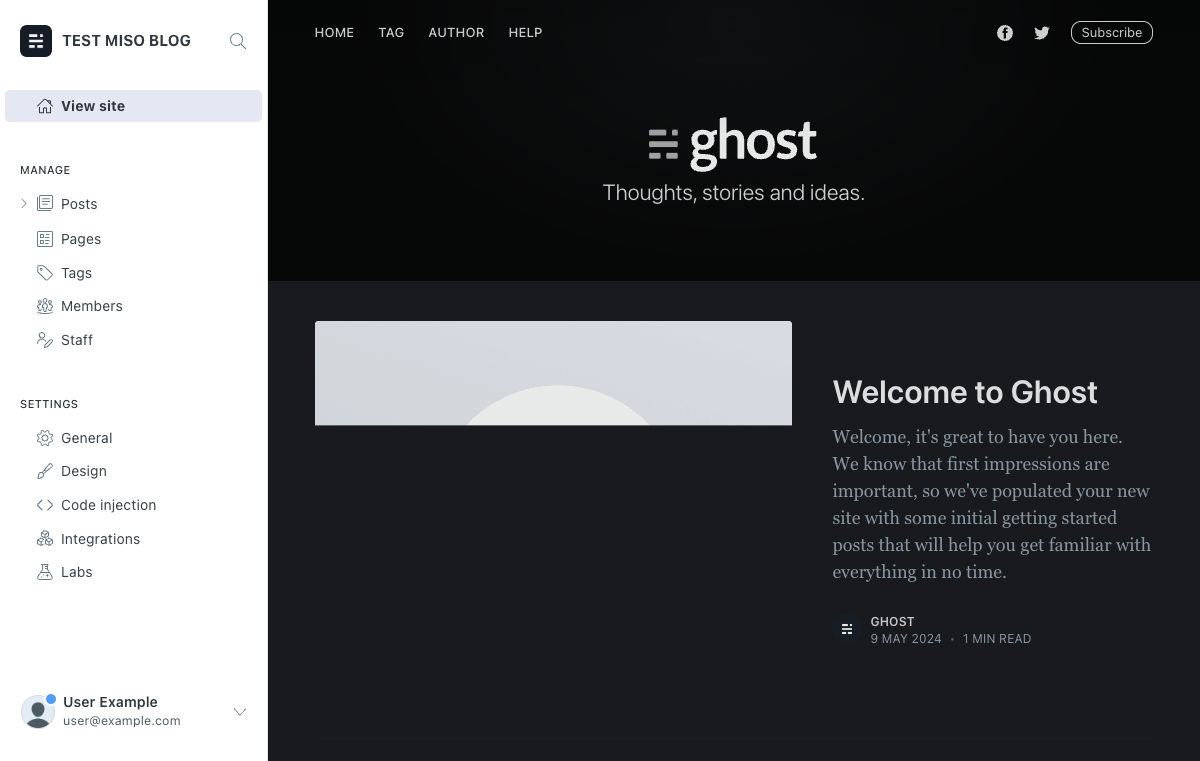 TEST MISO BLOG
View site
MANAGE
Posts
Pages
Tags
Members
Staff
SETTINGS
General
Design
Code injection
Integrations
Labs
User Example
user@example.com
HOME TAG AUTHOR HELP
Subscribe
ghost
Thoughts, stories and ideas.
Welcome to Ghost
Welcome, it's great to have you here.
We know that first impressions are
important, so we've populated your new
site with some initial getting started
posts that will help you get familiar with
everything in no time.
GHOST
9 MAY 2024 • 1 MIN READ